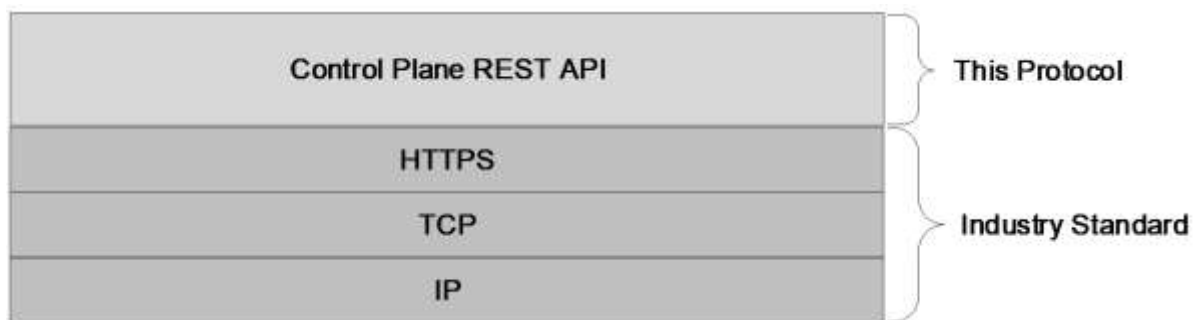 Control Plane REST API
This Protocol
HTTPS
TCP
Industry Standard
IP